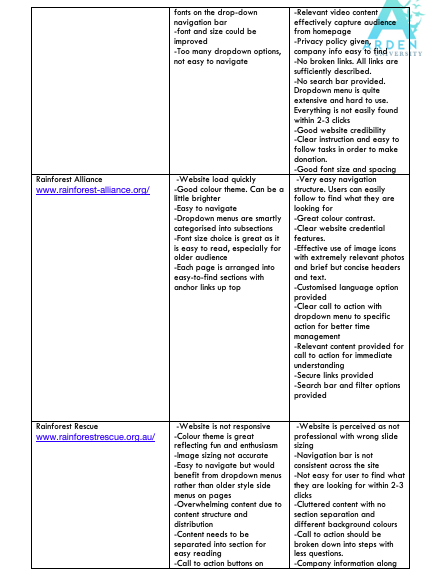 fonts on the drop-down
navigation bar
-font and size could be
improved
-Too many dropdown options,
not easy to navigate
-Relevant video content
effectively capture audience
from homepage
-Privacy policy given,
company info easy to find
-No broken links. All links are
sufficiently described.
-No search bar provided.
Dropdown menu is quite
extensive and hard to use.
Everything is not easily found
within 2-3 clicks
-Good website credibility
-Clear instruction and easy to
follow tasks in order to make
donation.
-Good font size and spacing
ARDEN
UNIVERSITY
Rainforest Alliance
www.rainforest-alliance.org/
-Website load quickly
-Good colour theme. Can be a
little brighter
-Easy to navigate
-Dropdown menus are smartly
categorised into subsections
-Font size choice is great as it
is easy to read, especially for
older audience
-Each page is arranged into
easy-to-find sections with
anchor links up top
-Very easy navigation
structure. Users can easily
follow to find what they are
looking for
-Great colour contrast.
-Clear website credential
features.
-Effective use of image icons
with extremely relevant photos
and brief but concise headers
and text.
-Customised language option
provided
-Clear call to action with
dropdown menu to specific
action for better time
management
-Relevant content provided for
call to action for immediate
understanding
-Secure links provided
-Search bar and filter options
provided
Rainforest Rescue
www.rainforestrescue.org.au/
-Website is not responsive
-Colour theme is great
reflecting fun and enthusiasm
-Image sizing not accurate
-Easy to navigate but would
benefit from dropdown menus
rather than older style side
menus on pages
-Overwhelming content due to
content structure and
distribution
-Content needs to be
separated into section for
easy reading
-Call to action buttons on
-Website is perceived as not
professional with wrong slide
sizing
-Navigation bar is not
consistent across the site
-Not easy for user to find what
they are looking for within 2-3
clicks
-Cluttered content with no
section separation and
different background colours
-Call to action should be
broken down into steps with
less questions.
-Company information along